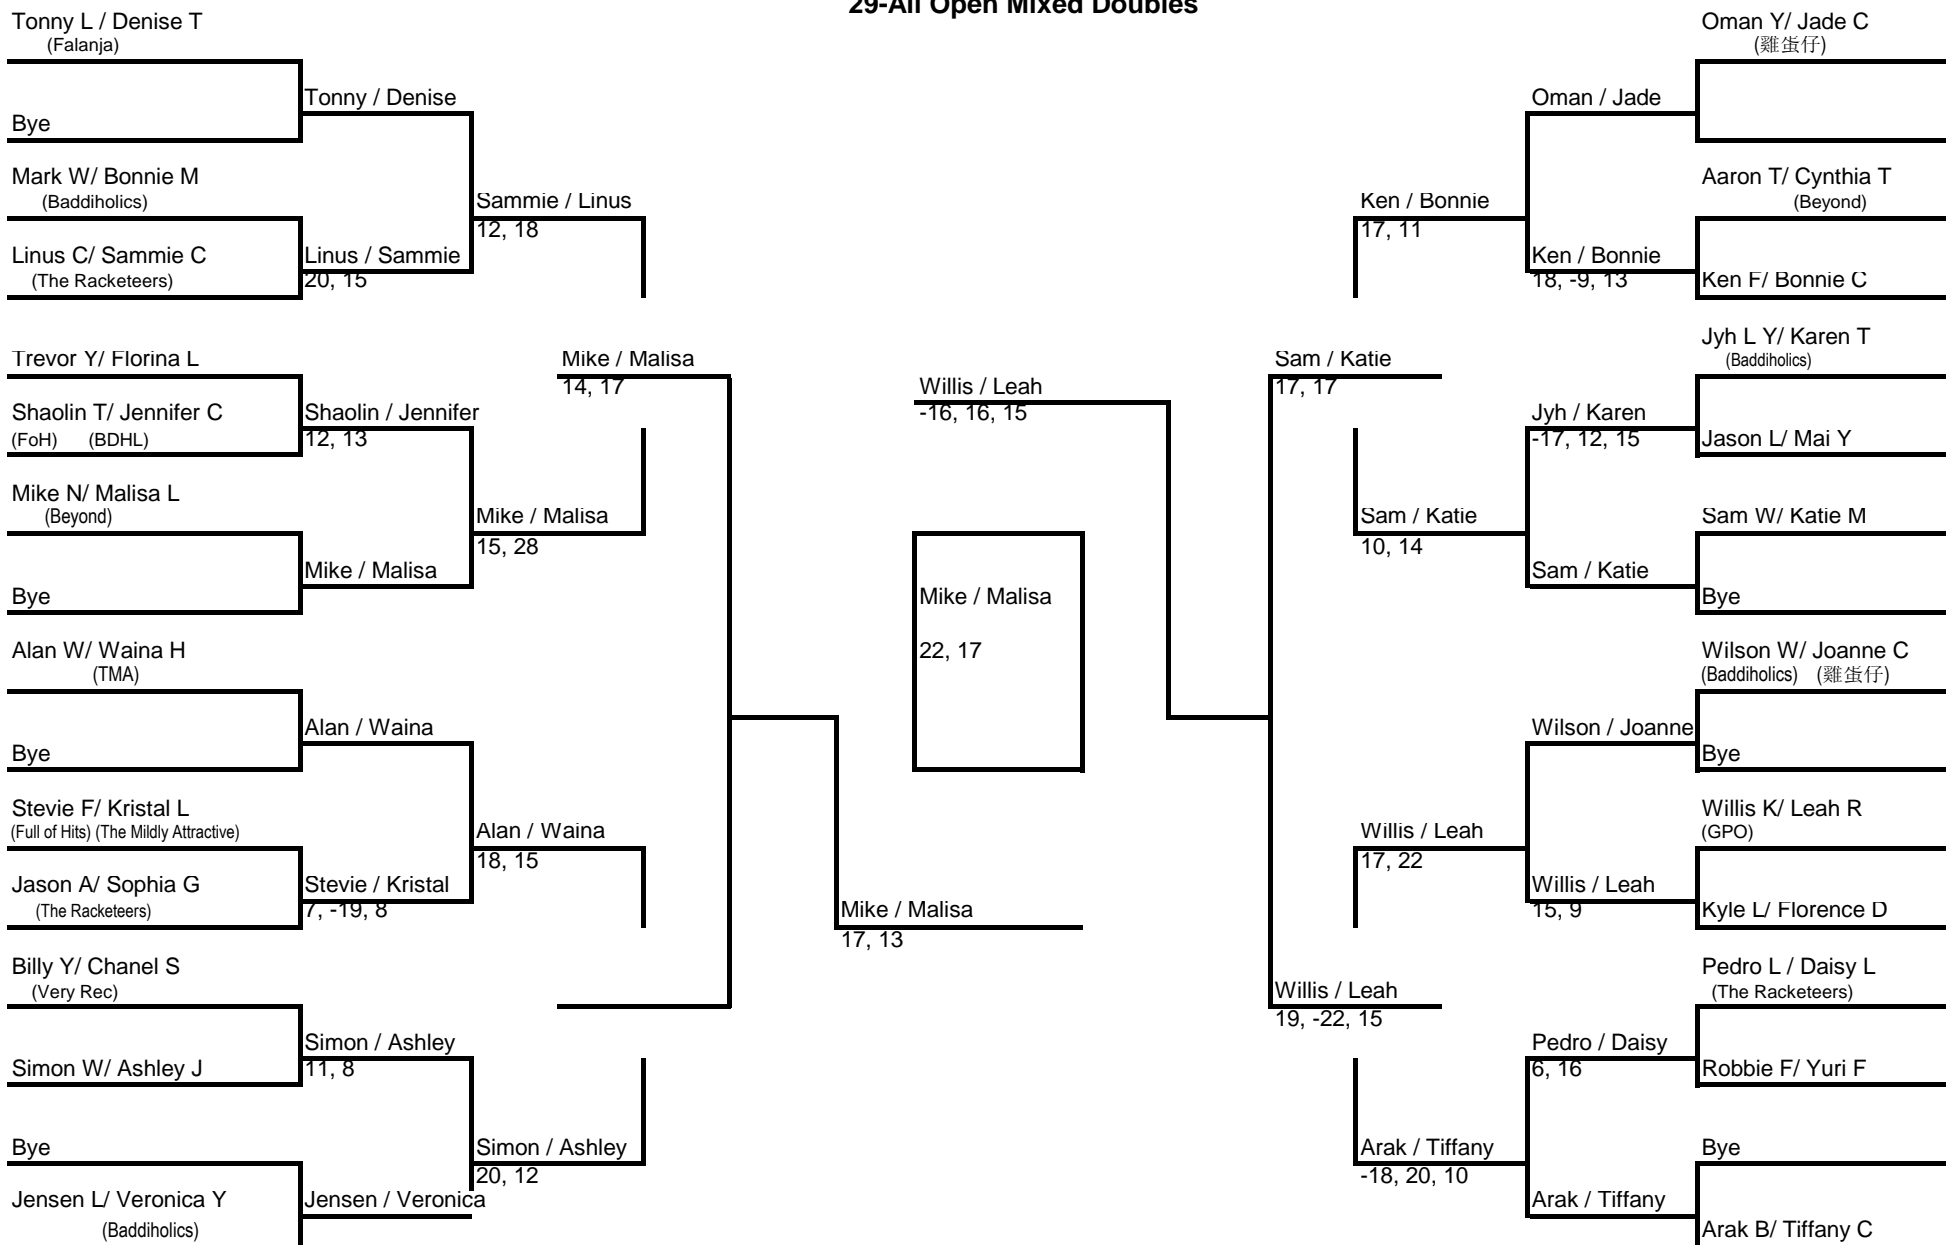 29-All Open Mixed Doubles
Tonny L / Denise T
(Falanja)
Bye
Mark W/ Bonnie M
(Baddiholics)
Linus C/ Sammie C
(The Racketeers)
Trevor Y/ Florina L
Shaolin T/ Jennifer C
(FoH) (BDHL)
Mike N/ Malisa L
(Beyond)
Bye
Alan W/ Waina H
(TMA)
Bye
Stevie F/ Kristal L
(Full of Hits) (The Mildly Attractive)
Jason A/ Sophia G
(The Racketeers)
Billy Y/ Chanel S
(Very Rec)
Simon W/ Ashley J
Bye
Jensen L/ Veronica Y
(Baddiholics)
Tonny / Denise
Linus / Sammie
20, 15
Shaolin / Jennifer
12, 13
Mike / Malisa
Alan / Waina
Stevie / Kristal
7, -19, 8
Simon / Ashley
11, 8
Jensen / Veronica
Sammie / Linus
12, 18
Mike / Malisa
15, 28
Alan / Waina
18, 15
Simon / Ashley
20, 12
Mike / Malisa
14, 17
Mike / Malisa
17, 13
Willis / Leah
-16, 16, 15
Mike / Malisa
22, 17
Sam / Katie
17, 17
Willis / Leah
19, -22, 15
Ken / Bonnie
17, 11
Sam / Katie
10, 14
Willis / Leah
17, 22
Arak / Tiffany
-18, 20, 10
Oman / Jade
Ken / Bonnie
18, -9, 13
Jyh / Karen
-17, 12, 15
Sam / Katie
Wilson / Joanne
Willis / Leah
15, 9
Pedro / Daisy
6, 16
Arak / Tiffany
Oman Y/ Jade C
(雞蛋仔)
Aaron T/ Cynthia T
(Beyond)
Ken F/ Bonnie C
Jyh L Y/ Karen T
(Baddiholics)
Jason L/ Mai Y
Sam W/ Katie M
Bye
Wilson W/ Joanne C
(Baddiholics) (雞蛋仔)
Bye
Willis K/ Leah R
(GPO)
Kyle L/ Florence D
Pedro L / Daisy L
(The Racketeers)
Robbie F/ Yuri F
Bye
Arak B/ Tiffany C